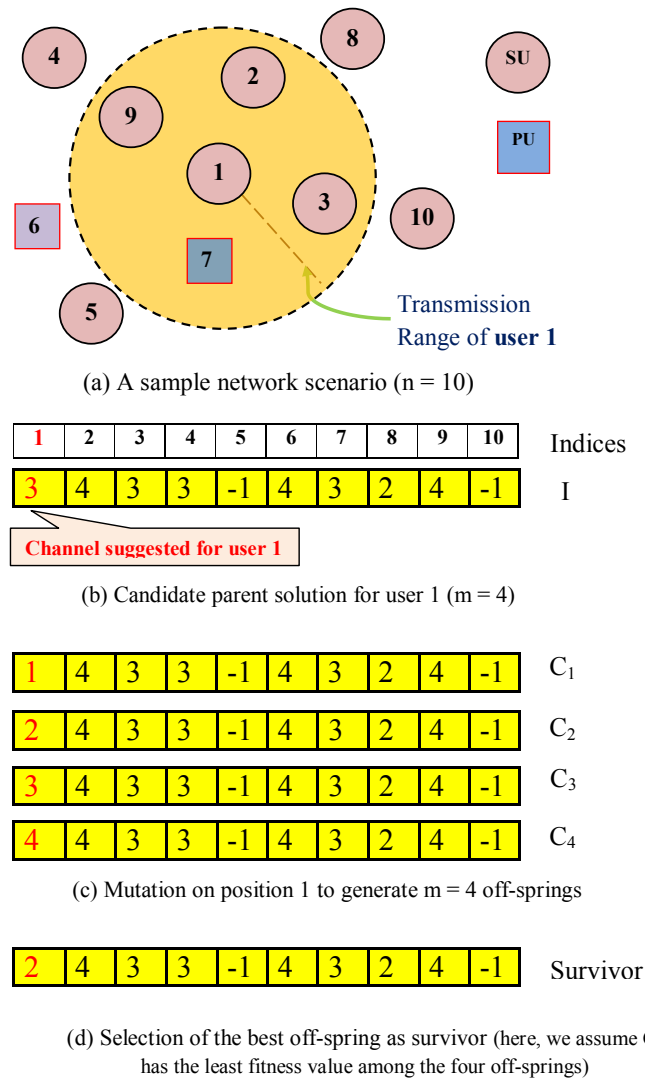 4
8
SU
2
9
PU
1
3
10
6
7
5
Transmission
Range of user 1
(a) A sample network scenario (n = 10)
1 2 3 4 5 6 7 8 9 10 Indices
3 4 3 3 -1 4 3 2 4 -1 I
Channel suggested for user 1
(b) Candidate parent solution for user 1 (m = 4)
1 4 3 3 -1 4 3 2 4 -1 C1
2 4 3 3 -1 4 3 2 4 -1 C2
3 4 3 3 -1 4 3 2 4 -1 C3
4 4 3 3 -1 4 3 2 4 -1 C4
(c) Mutation on position 1 to generate m = 4 off-springs
2 4 3 3 -1 4 3 2 4 -1 Survivor
(d) Selection of the best off-spring as survivor (here, we assume
has the least fitness value among the four off-springs)